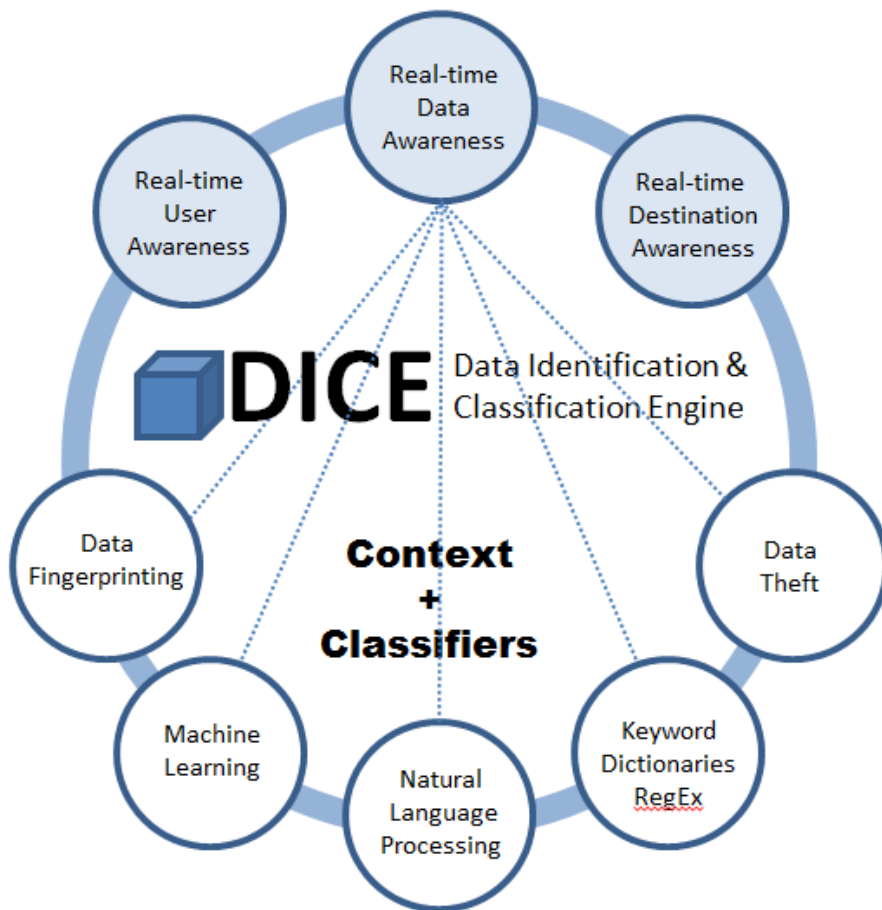 Real-time
Data
Awareness
Real-time
User
Awareness
Real-time
Destination
Awareness
DICE
Data Identification &
Classification Engine
Data
Fingerprinting
Context
+
Classifiers
Data
Theft
Machine
Learning
Natural
Language
Processing
Keyword
Dictionaries
RegEx